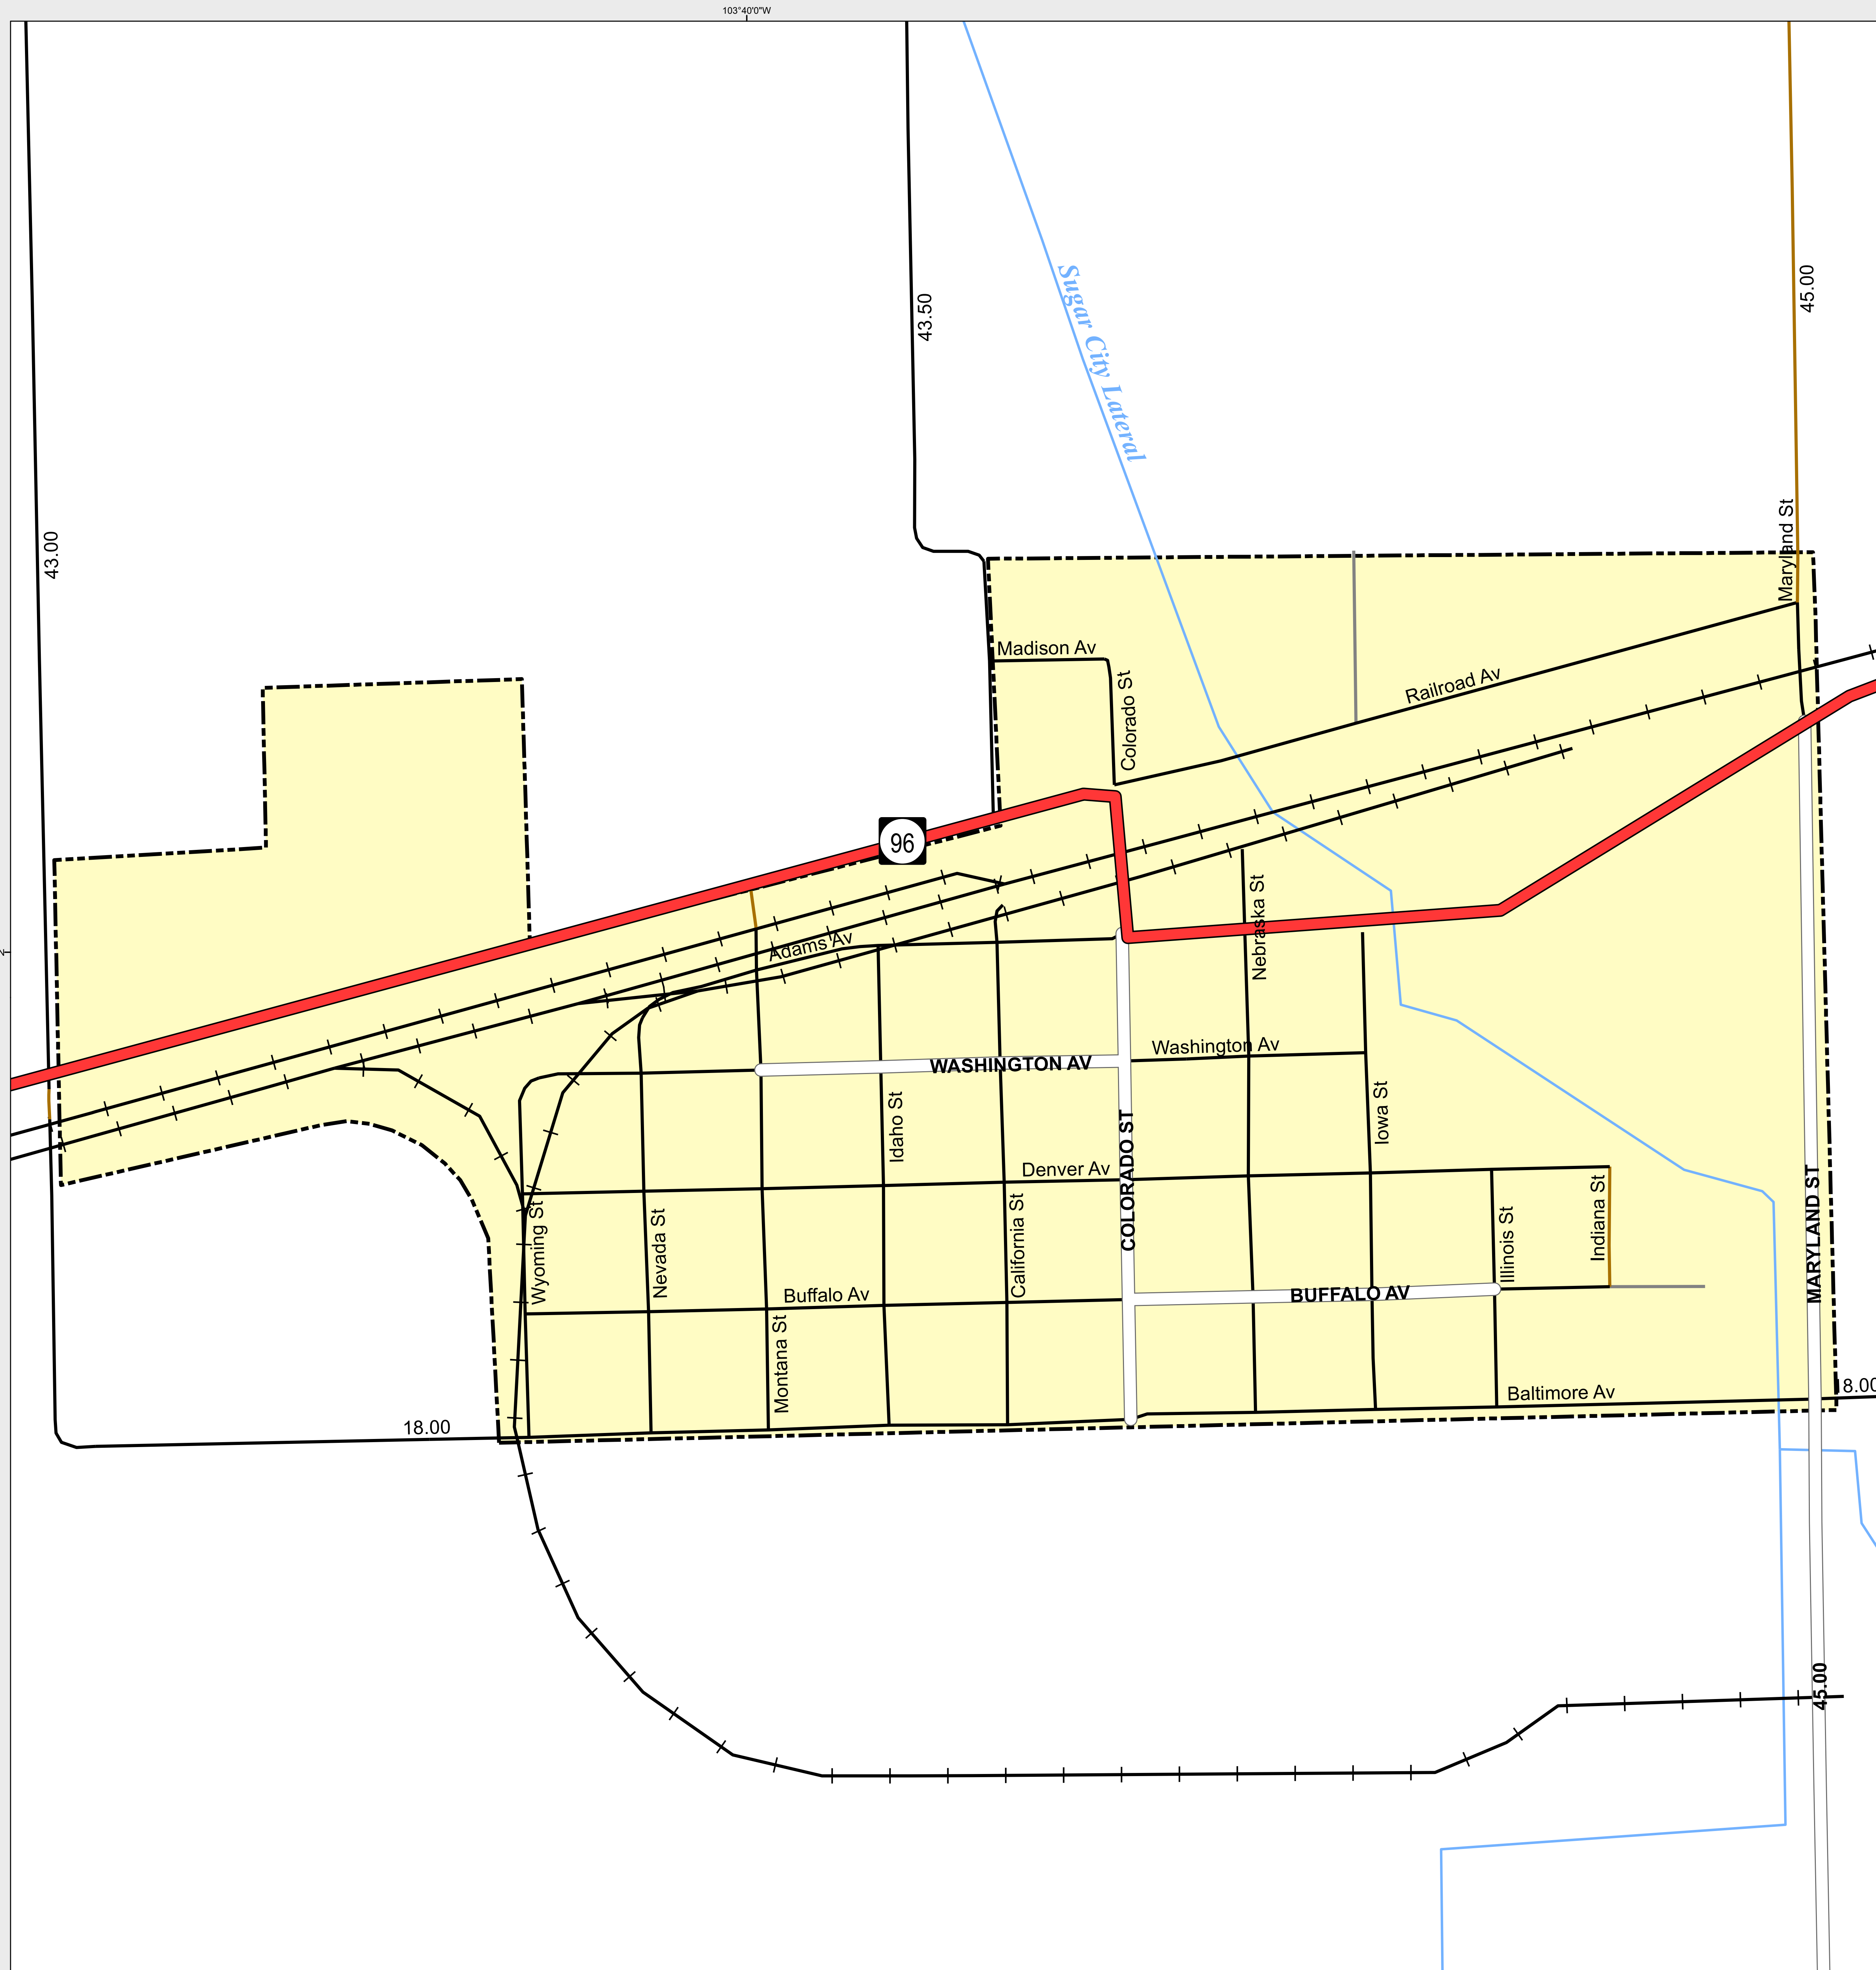 103°40'0"W
43.00
43.50
45.00
Sugar City Lateral
Maryland St
Madison Av
Colorado St
Railroad Av
96
Adams Av
Nebraska St
Washington Av
WASHINGTON AV
Idaho St
Iowa St
COLORADO ST
Denver Av
Wyoming St
Nevada St
California St
Illinois St
Indiana St
MARYLAND ST
Buffalo Av
BUFFALO AV
Montana St
Baltimore Av
18.00
18.00
45.00